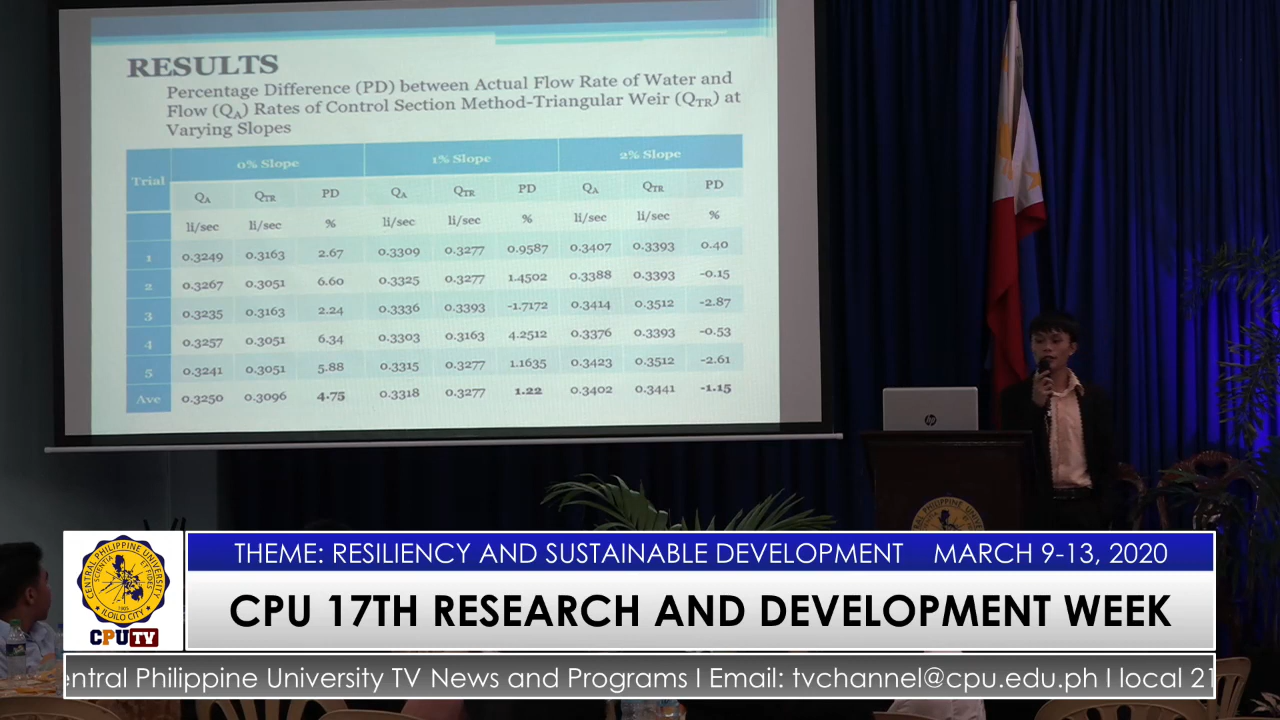 RESULTS
Percentage Difference (PD) between Actual Flow Rate of Water and
Flow (QA) Rates of Control Section Method-Triangular Weir (QTR) at
Varying Slopes
Trial 0% Slope 1% Slope 2% Slope
QA QTR PD QA QTR PD QA QTR PD
li/sec li/sec % li/sec li/sec % li/sec li/sec %
1 0.3249 0.3163 2.67 0.3309 0.3277 0.9587 0.3407 0.3393 0.40
2 0.3267 0.3051 6.60 0.3325 0.3277 1.4502 0.3388 0.3393 -0.15
3 0.3235 0.3163 2.24 0.3336 0.3393 -1.7172 0.3414 0.3512 -2.87
4 0.3257 0.3051 6.34 0.3303 0.3163 4.2512 0.3376 0.3393 -0.53
5 0.3241 0.3051 5.88 0.3315 0.3277 1.1635 0.3423 0.3512 -2.61
Ave 0.3250 0.3096 4.75 0.3318 0.3277 1.22 0.3402 0.3441 -1.15
hp
CENTRAL PHILIPPINE UNIVERSITY
SCIENTIA ET FIDES
1905
ILOILO CITY
CPUTV
THEME: RESILIENCY AND SUSTAINABLE DEVELOPMENT MARCH 9-13, 2020
CPU 17TH RESEARCH AND DEVELOPMENT WEEK
entral Philippine University TV News and Programs l Email: tvchannel@cpu.edu.ph l local 21